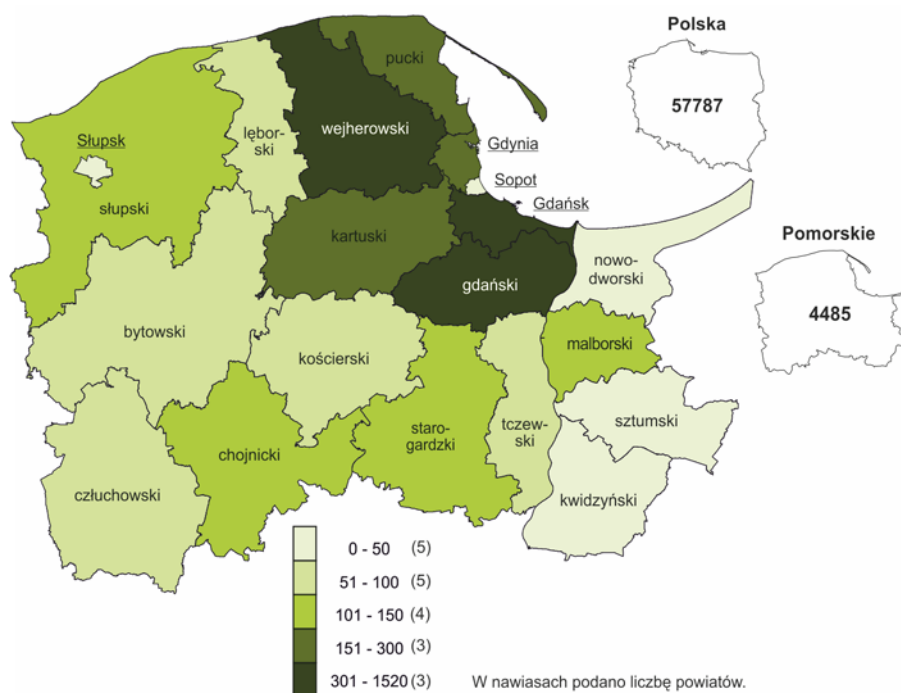 Polska
57787
pucki
wejherowski
lębor-
ski
Słupsk
słupski
Gdynia
Sopot
Gdańsk
kartuski
gdański
nowo-
dworski
Pomorskie
4485
bytowski
kościerski
malborski
sztumski
staro-
gardzki
tczew-
ski
chojnicki
człuchowski
kwidzyński
0 - 50 (5)
51 - 100 (5)
101 - 150 (4)
151 - 300 (3)
301 - 1520 (3)
W nawiasach podano liczbę powiatów.